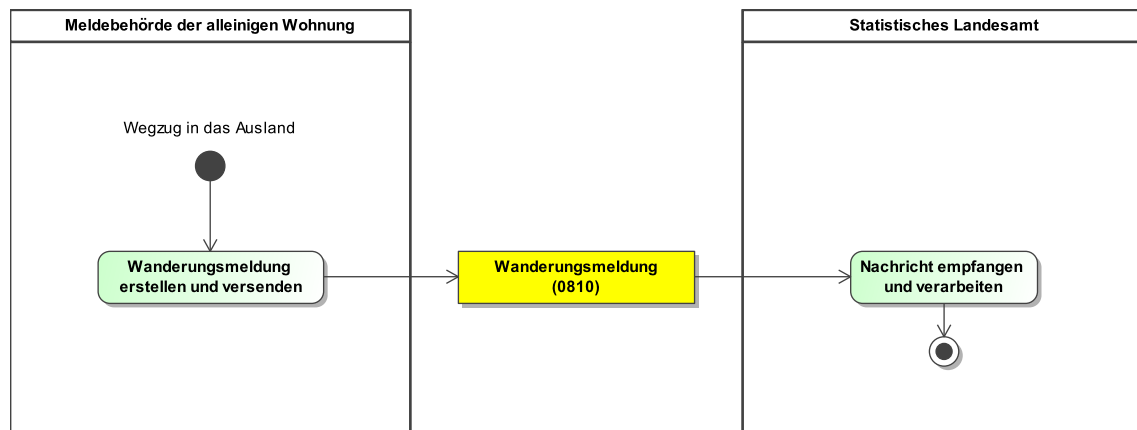 Meldebehörde der alleinigen Wohnung
Statistisches Landesamt
Wegzug in das Ausland
Wanderungsmeldung
erstellen und versenden
Wanderungsmeldung
(0810)
Nachricht empfangen
und verarbeiten